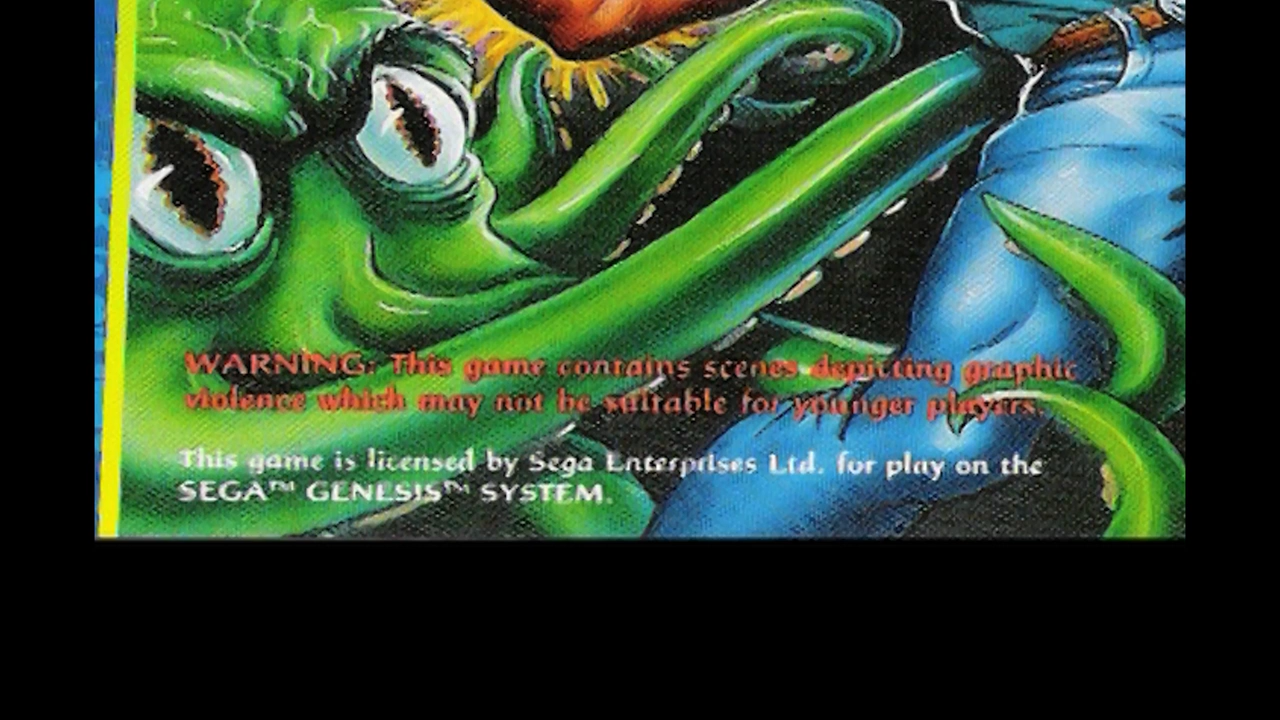 WARNING: This game contains scenes depicting graphic
violence which may not be suitable for younger players.
This game is licensed by Sega Enterprises Ltd. for play on the
SEGA™ GENESIS™ SYSTEM.